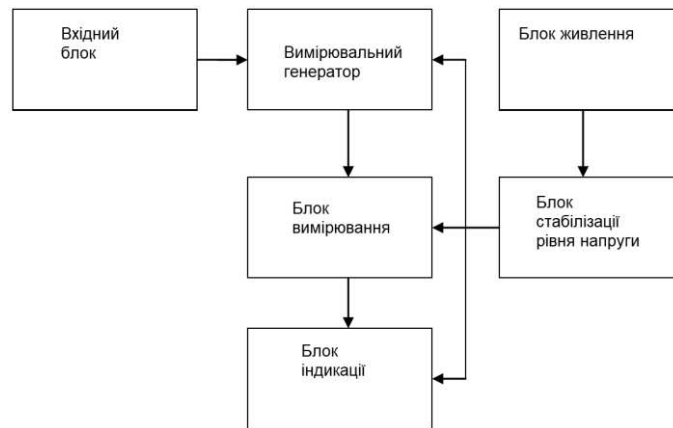 Вхідний
блок
Вимірювальний
генератор
Блок живлення
Блок
вимірювання
Блок
стабілізації
рівня напруги
Блок
індикації